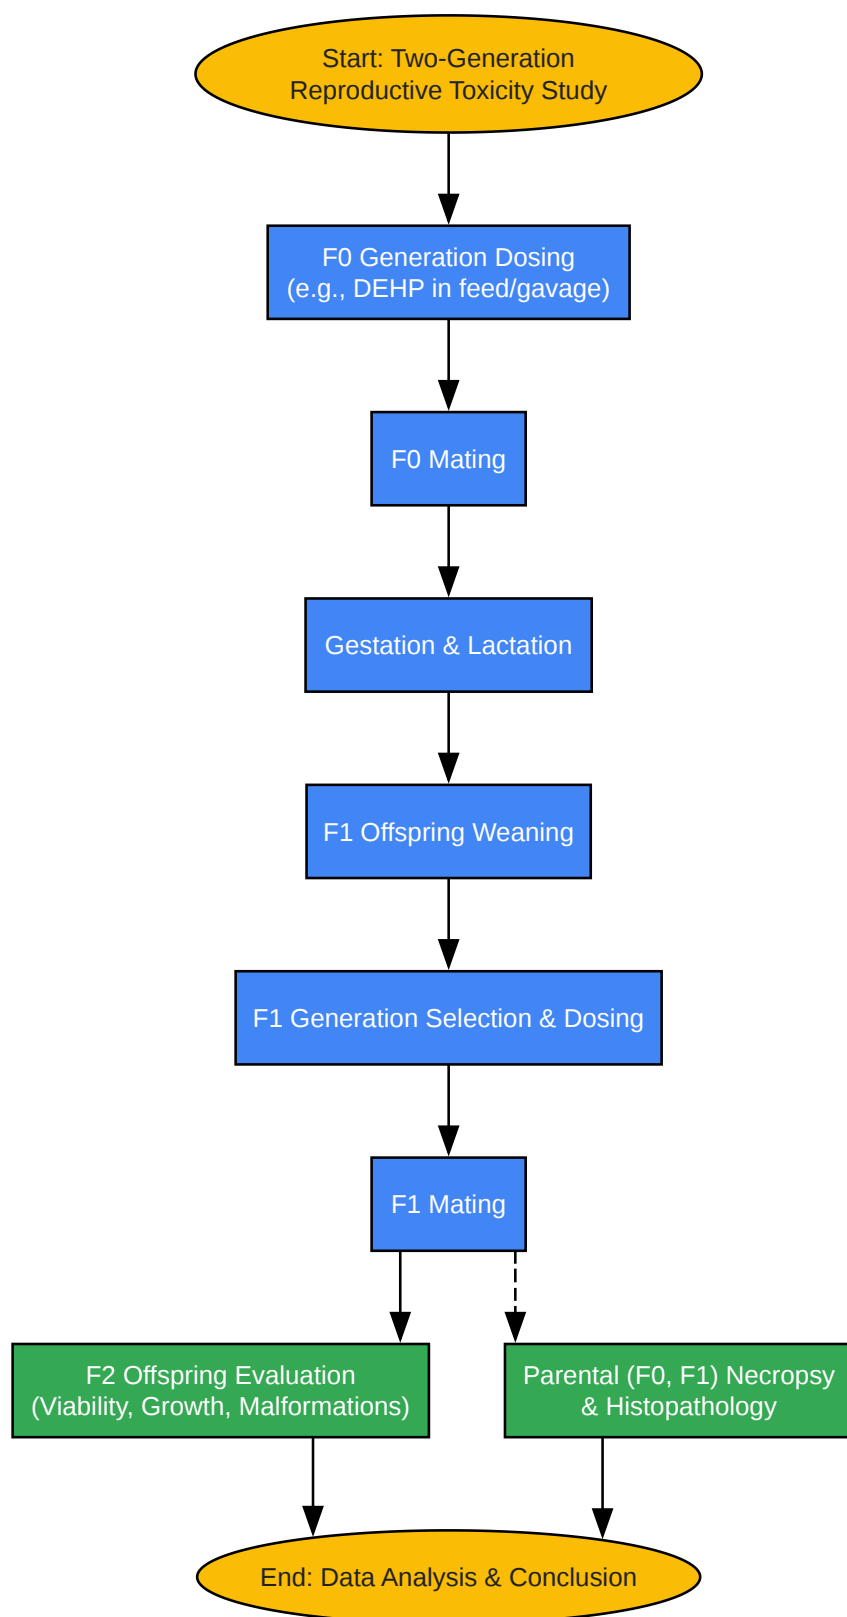 Start: Two-Generation
Reproductive Toxicity Study
F0 Generation Dosing
(e.g., DEHP in feed/gavage)
F0 Mating
Gestation & Lactation
F1 Offspring Weaning
F1 Generation Selection & Dosing
F1 Mating
F2 Offspring Evaluation
(Viability, Growth, Malformations)
Parental (F0, F1) Necropsy
& Histopathology
End: Data Analysis & Conclusion